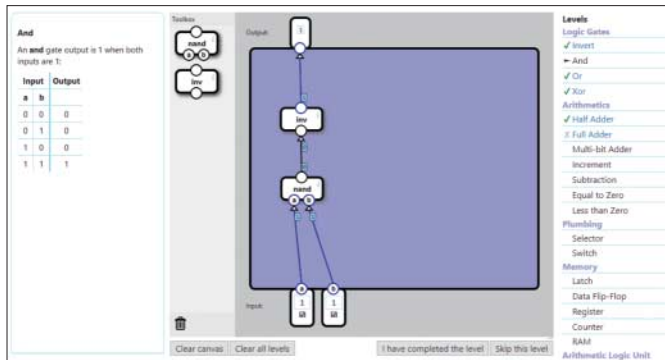 And
An and gate output is 1 when both
inputs are 1:
Input Output
a b
0 0 0
0 1 0
1 0 0
1 1 1
Toolbox
nand
a b
inv
Output:
1
inv
nand
a b
a b
Input:
1 1
Clear canvas Clear all levels I have completed the level Skip this level
Levels
Logic Gates
✓ Invert
And
✓ Or
✓ Xor
Arithmetics
✓ Half Adder
Full Adder
Multi-bit Adder
Increment
Subtraction
Equal to Zero
Less than Zero
Plumbing
Selector
Switch
Memory
Latch
Data Flip-Flop
Register
Counter
RAM
Arithmetic Logic Unit